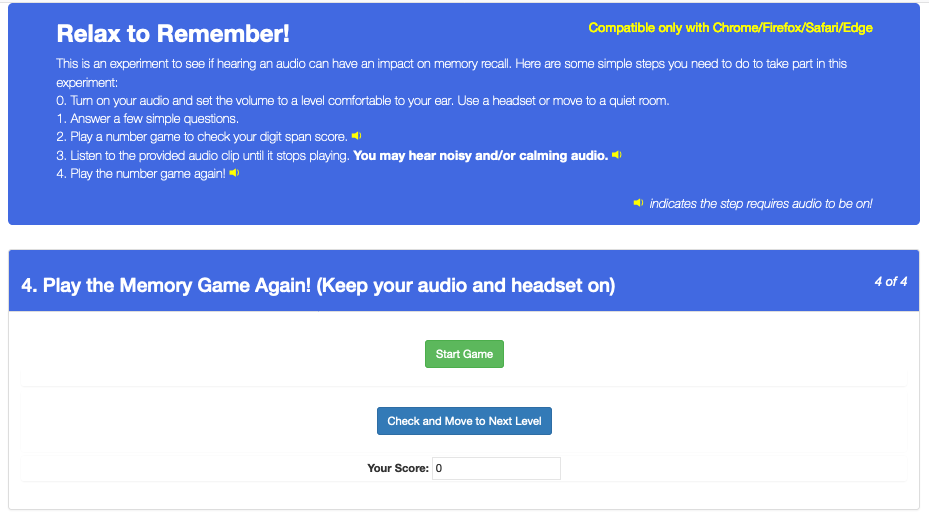 Relax to Remember!
Compatible only with Chrome/Firefox/Safari/Edge
This is an experiment to see if hearing an audio can have an impact on memory recall. Here are some simple steps you need to do to take part in this
experiment:
0. Turn on your audio and set the volume to a level comfortable to your ear. Use a headset or move to a quiet room.
1. Answer a few simple questions.
2. Play a number game to check your digit span score.
3. Listen to the provided audio clip until it stops playing. You may hear noisy and/or calming audio.
4. Play the number game again!
indicates the step requires audio to be on!
4. Play the Memory Game Again! (Keep your audio and headset on)
4 of 4
Start Game
Check and Move to Next Level
Your Score: 0